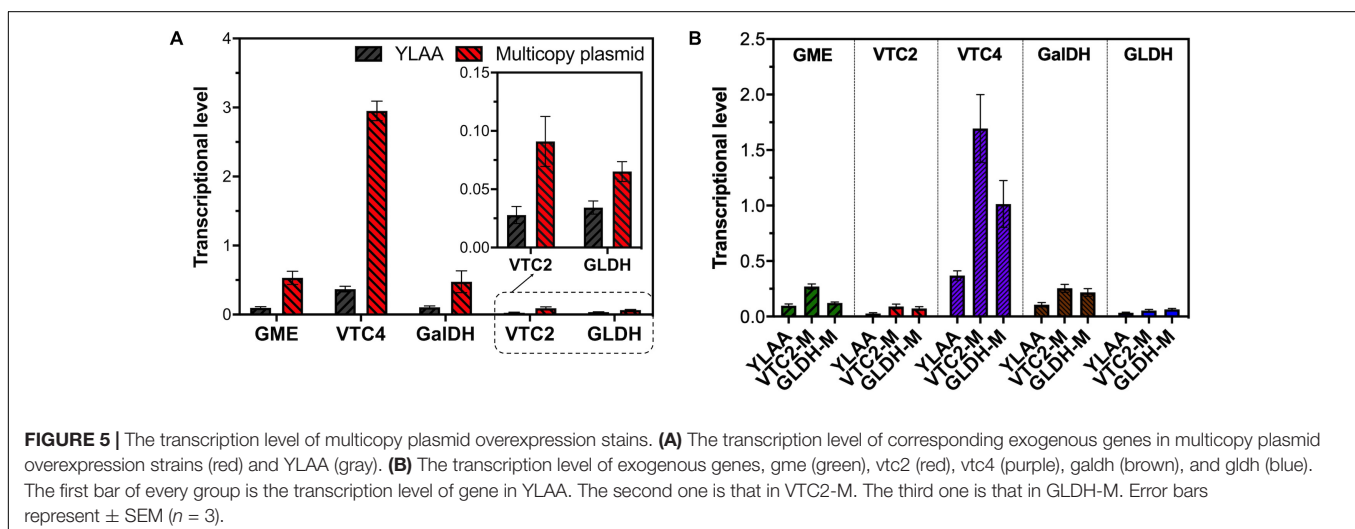 A
YLAA
Multicopy plasmid
Transcriptional level
4
3
2
1
0
0.15
0.10
0.05
0.00
VTC2
GLDH
GME
VTC4
GalDH
VTC2
GLDH
B
Transcriptional level
2.5
2.0
1.5
1.0
0.5
0.0
GME
VTC2
VTC4
GalDH
GLDH
YLAA
VTC2-M
GLDH-M
YLAA
VTC2-M
GLDH-M
YLAA
VTC2-M
GLDH-M
YLAA
VTC2-M
GLDH-M
YLAA
VTC2-M
GLDH-M
FIGURE 5 | The transcription level of multicopy plasmid overexpression stains. (A) The transcription level of corresponding exogenous genes in multicopy plasmid
overexpression strains (red) and YLAA (gray). (B) The transcription level of exogenous genes, gme (green), vtc2 (red), vtc4 (purple), galdh (brown), and gldh (blue).
The first bar of every group is the transcription level of gene in YLAA. The second one is that in VTC2-M. The third one is that in GLDH-M. Error bars
represent ± SEM (n = 3).